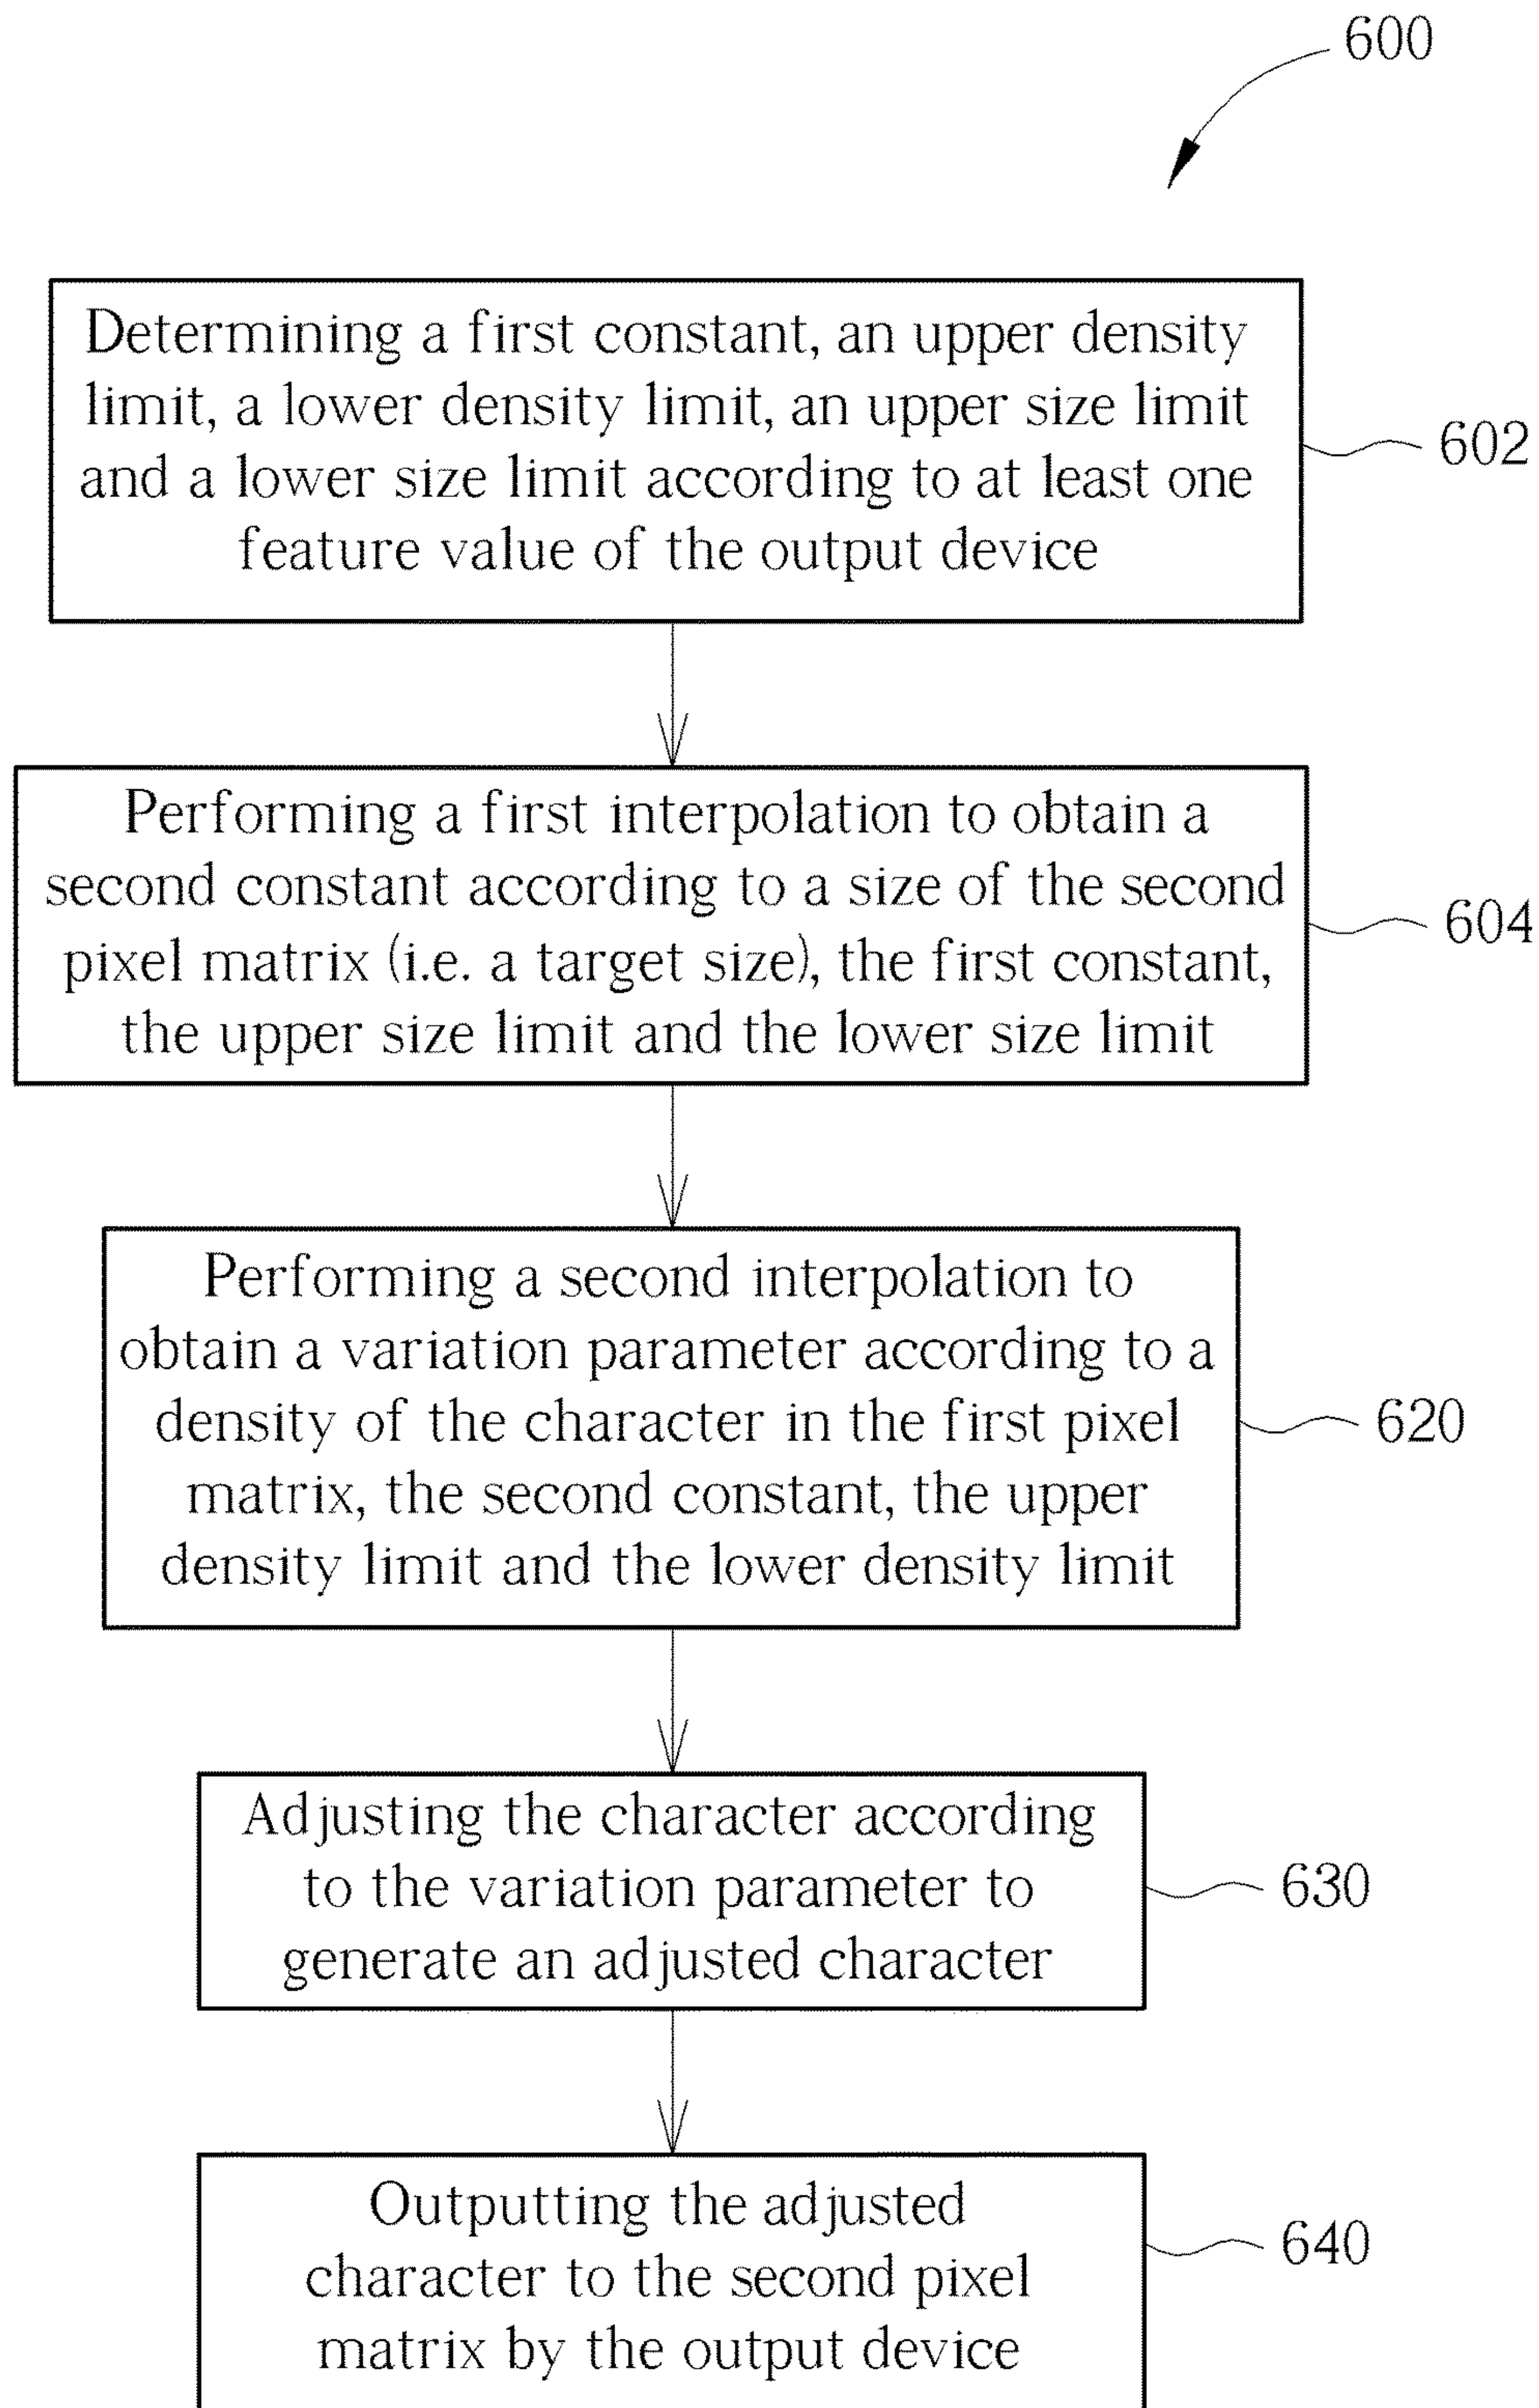 600
Determining a first constant, an upper density
limit, a lower density limit, an upper size limit
and a lower size limit according to at least one
feature value of the output device
602
Performing a first interpolation to obtain a
second constant according to a size of the second
pixel matrix (i.e. a target size), the first constant,
the upper size limit and the lower size limit
604
Performing a second interpolation to
obtain a variation parameter according to a
density of the character in the first pixel
matrix, the second constant, the upper
density limit and the lower density limit
620
Adjusting the character according
to the variation parameter to
generate an adjusted character
630
Outputting the adjusted
character to the second pixel
matrix by the output device
640